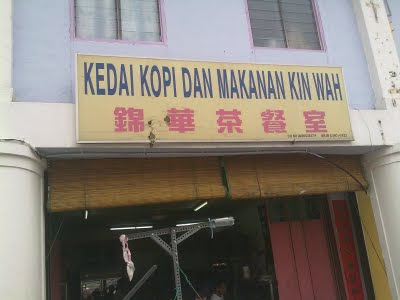 KEDAI KOPI DAN MAKANAN KIN WAH
錦華茶餐室